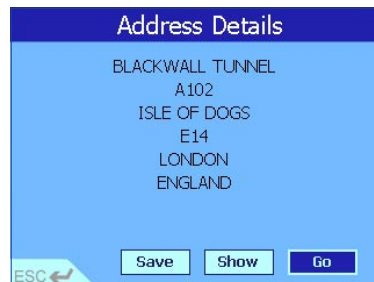 Address Details
BLACKWALL TUNNEL
A102
ISLE OF DOGS
E14
LONDON
ENGLAND
Save Show Go
ESC